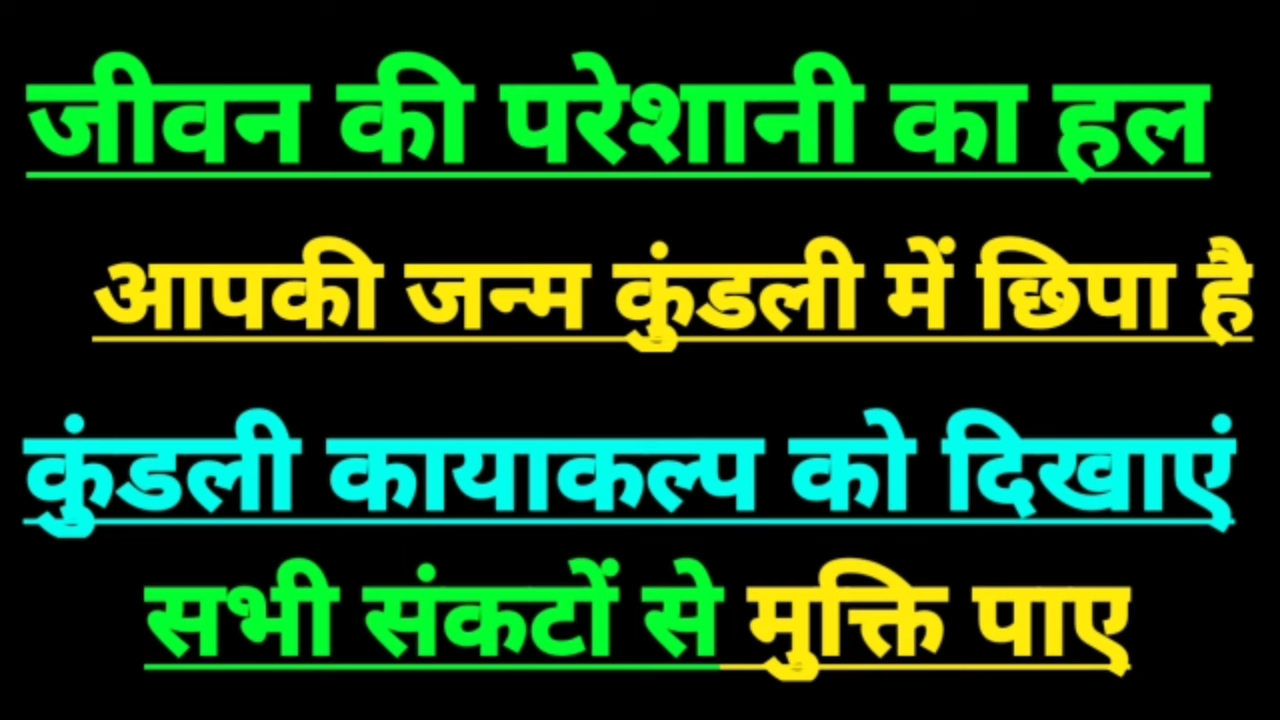 जीवन की परेशानी का हल
आपकी जन्म कुंडली में छिपा है
कुंडली कायाकल्प को दिखाएं
सभी संकटों से मुक्ति पाए